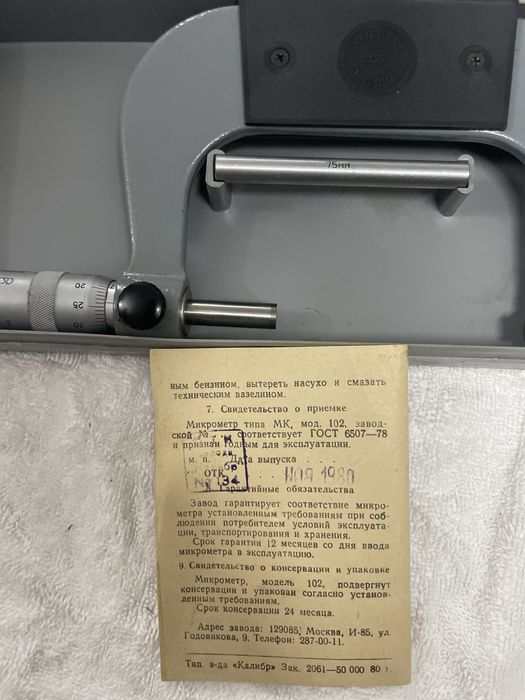 75мм
20
25
30
ным бензином, вытереть насухо и смазать
техническим вазелином.
7. Свидетельство о приемке
Микрометр типа МК, мод. 102, завод-
ской № соответствует ГОСТ 6507—78
и признан годным для эксплуатации.
м. п. Дата выпуска
ОТК НОЯ 1980
№ 134
8. Гарантийные обязательства
Завод гарантирует соответствие микро-
метра установленным требованиям при соб-
людении потребителем условий эксплуата-
ции, транспортирования и хранения.
Срок гарантии 12 месяцев со дня ввода
микрометра в эксплуатацию.
9. Свидетельство о консервации и упаковке
Микрометр, модель 102, подвергнут
консервации и упакован согласно установ-
ленным требованиям.
Срок консервации 24 месяца.
Адрес завода: 129085, Москва, И-85, ул
Годовикова, 9. Телефон: 287-00-11.
Тип. з-да «Калибр» Зак. 2061—50 000 80 г